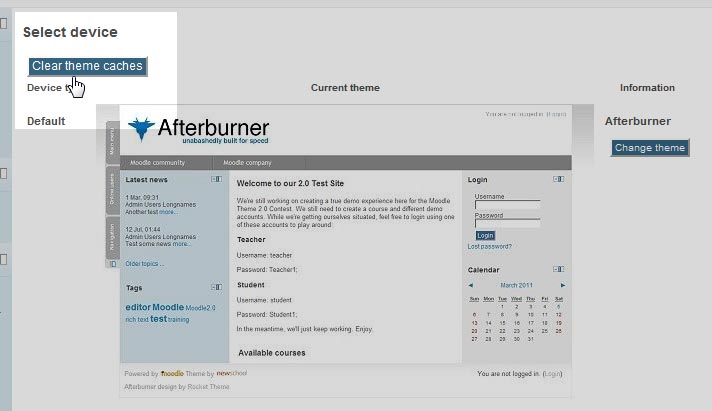 Select device
Clear theme caches
Device t
Current theme
Information
Default
Afterburner
Change theme
You are not logged in. (Login)
Afterburner
unabashedly built for speed
Moodle community
Moodle company
Main menu
Online users
Navigation
Latest news
1 Mar, 09:31
Admin Users Longnames
Another test more...
12 Jul, 01:44
Admin Users Longnames
Test some news more...
Older topics ...
Tags
editor Moodle Moodle2.0
rich text test training
Welcome to our 2.0 Test Site
We're still working on creating a true demo experience here for the Moodle
Theme 2.0 Contest. We still need to create a course and different demo
accounts. While we're getting ourselves situated, feel free to login using one
of these accounts to play around:
Teacher
Username: teacher
Password: Teacher1;
Student
Username: student
Password: Student1;
In the meantime, we'll just keep working. Enjoy.
Available courses
Login
Username
Password
Login
Lost password?
Calendar
◄ March 2011 ►
Sun Mon Tue Wed Thu Fri Sat
1 2 3 4 5
6 7 8 9 10 11 12
13 14 15 16 17 18 19
20 21 22 23 24 25 26
27 28 29 30 31
Powered by moodle Theme by newschool
Afterburner design by Rocket Theme
You are not logged in. (Login)